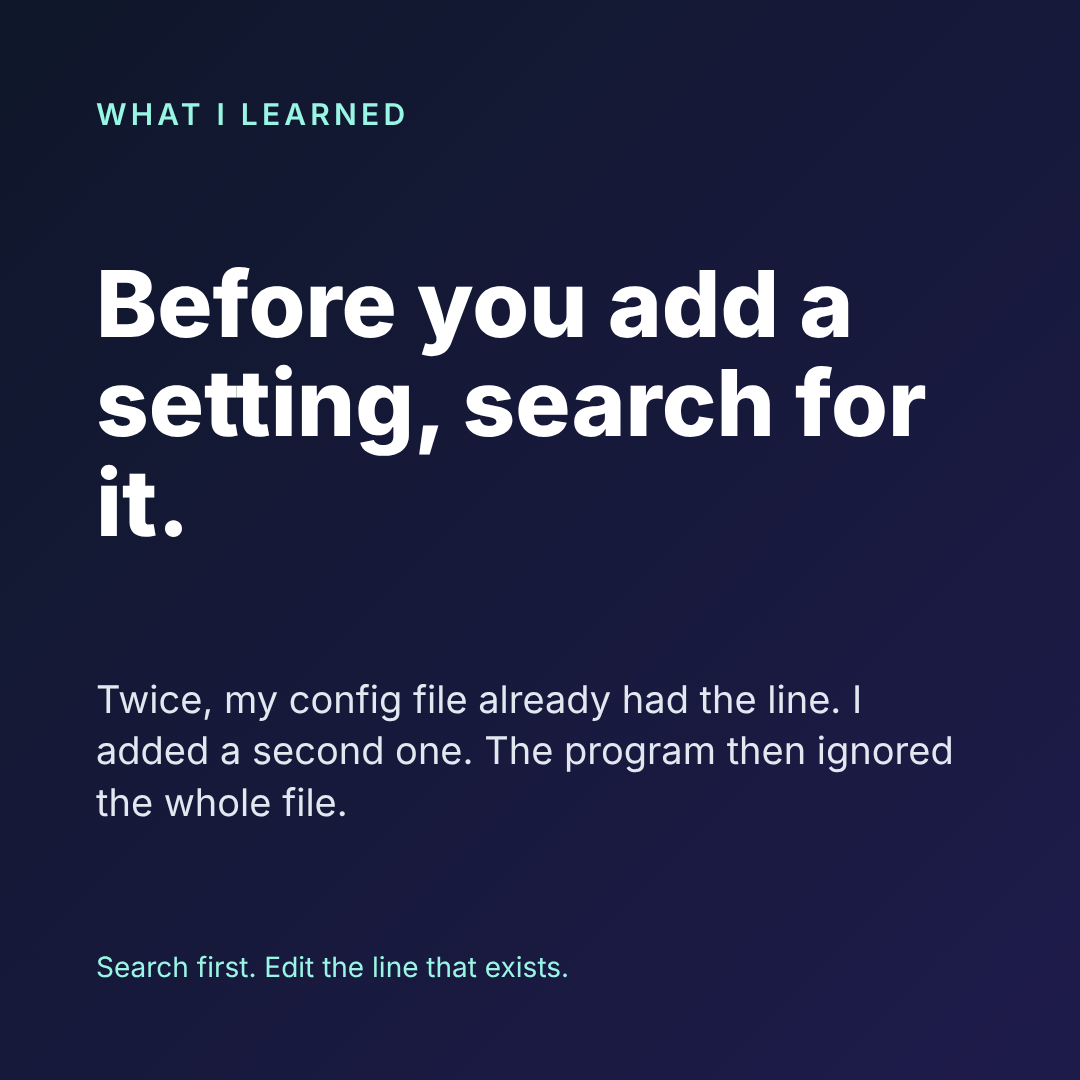 WHAT I LEARNED
Before you add a
setting, search for
it.
Twice, my config file already had the line. I
added a second one. The program then ignored
the whole file.
Search first. Edit the line that exists.